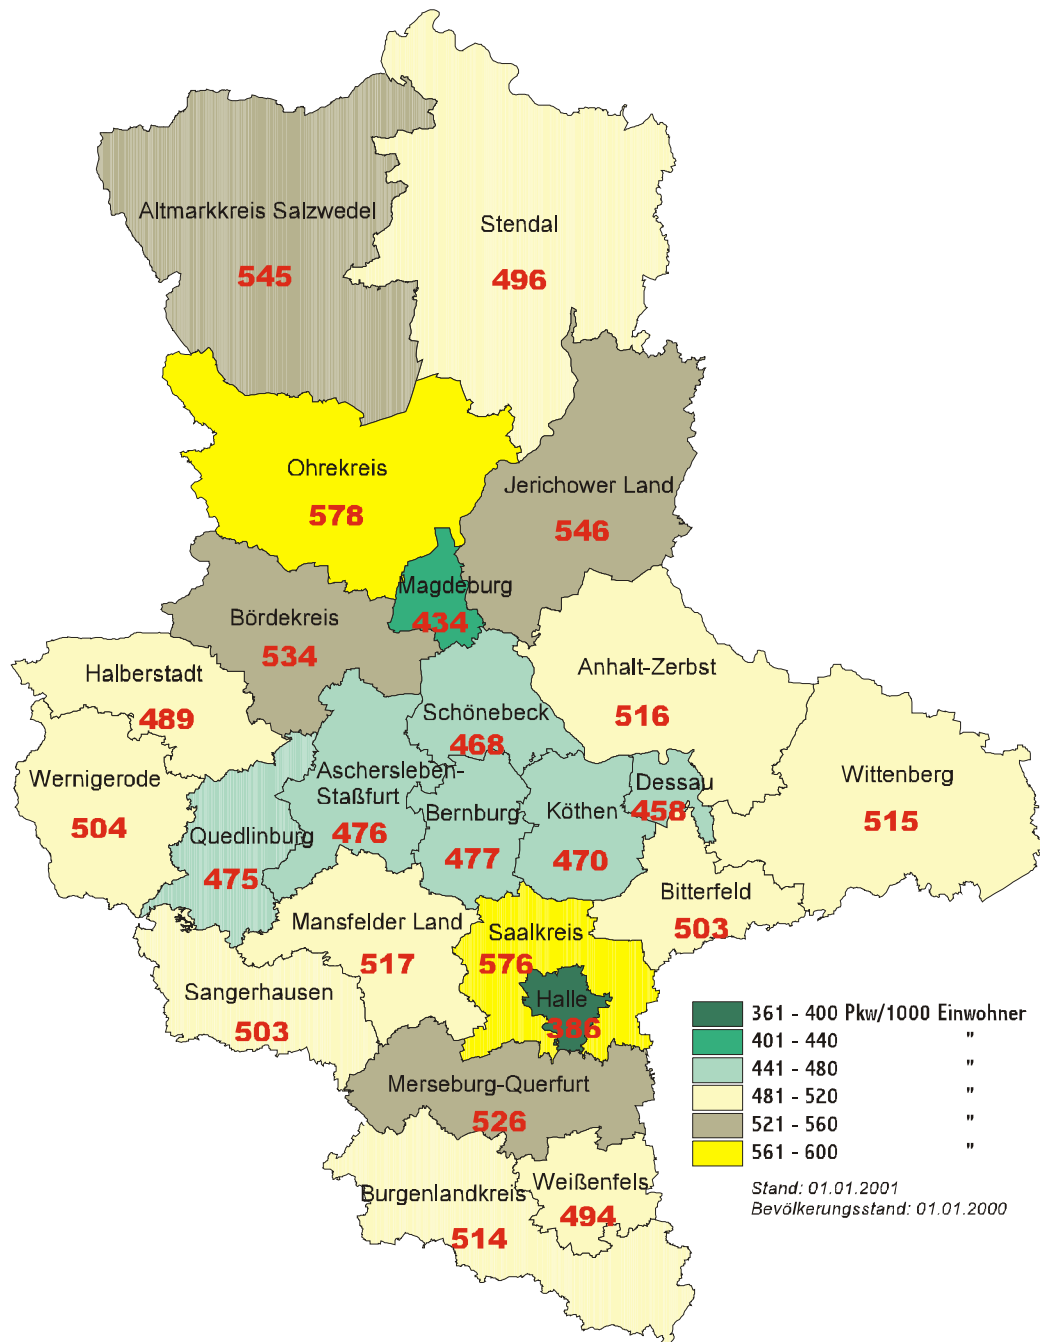 Altmarkkreis Salzwedel
545
Stendal
496
Ohrekreis
578
Jerichower Land
546
Magdeburg
434
Bördekreis
534
Halberstadt
489
Anhalt-Zerbst
516
Schönebeck
468
Wernigerode
504
Aschersleben-
Staßfurt
476
Quedlinburg
475
Bernburg
477
Köthen
470
Dessau
458
Wittenberg
515
Bitterfeld
503
Mansfelder Land
517
Saalkreis
576
Halle
386
Sangerhausen
503
Merseburg-Querfurt
526
Burgenlandkreis
514
Weißenfels
494
361 - 400 Pkw/1000 Einwohner
401 - 440 "
441 - 480 "
481 - 520 "
521 - 560 "
561 - 600 "
Stand: 01.01.2001
Bevölkerungsstand: 01.01.2000